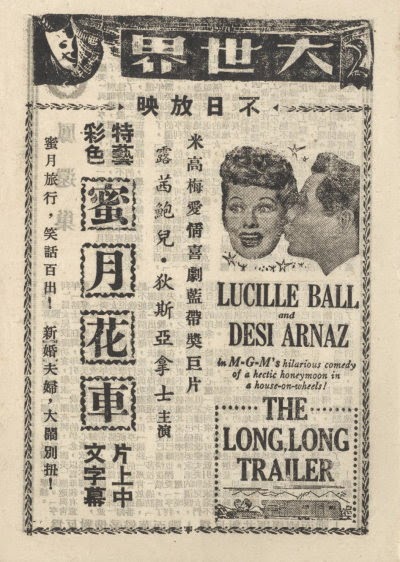 大世界
不日放映
LUCILLE BALL
and
DESI ARNAZ
in M-G-M's hilarious comedy
of a hectic honeymoon in
a house-on-wheels!
THE
LONG, LONG
TRAILER
米高梅愛情喜劇藍帶獎巨片
露茜鮑兒·狄斯亞拿士主演
特藝
彩色
蜜月花車
片上中
文字幕
蜜月旅行，笑話百出！新婚夫婦，大鬧別扭！